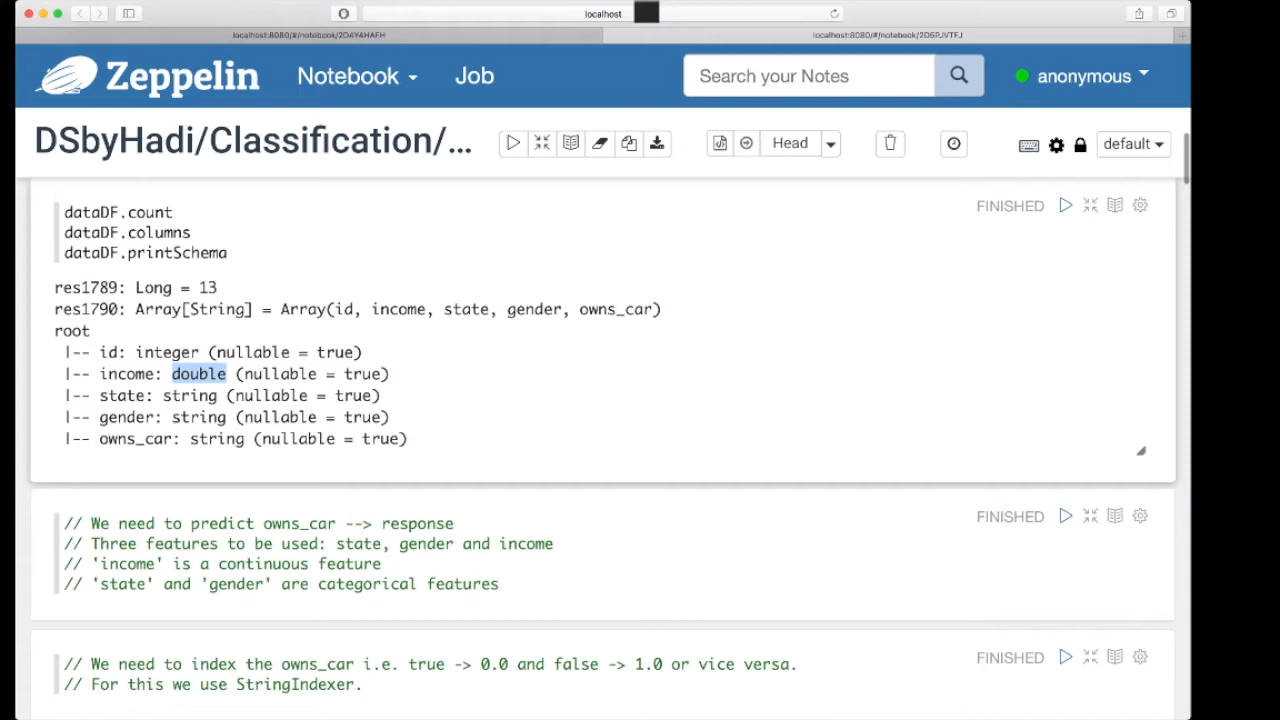 localhost
localhost:8080/#/notebook/2D4Y4HAFH
localhost:8080/#/notebook/2D5PJVTFJ
Zeppelin
Notebook
Job
Search your Notes
anonymous
DSbyHadi/Classification/...
Head
default
dataDF.count
dataDF.columns
dataDF.printSchema
FINISHED
res1789: Long = 13
res1790: Array[String] = Array(id, income, state, gender, owns_car)
root
|-- id: integer (nullable = true)
|-- income: double (nullable = true)
|-- state: string (nullable = true)
|-- gender: string (nullable = true)
|-- owns_car: string (nullable = true)
// We need to predict owns_car --> response
FINISHED
// Three features to be used: state, gender and income
// 'income' is a continuous feature
// 'state' and 'gender' are categorical features
// We need to index the owns_car i.e. true -> 0.0 and false -> 1.0 or vice versa.
FINISHED
// For this we use StringIndexer.